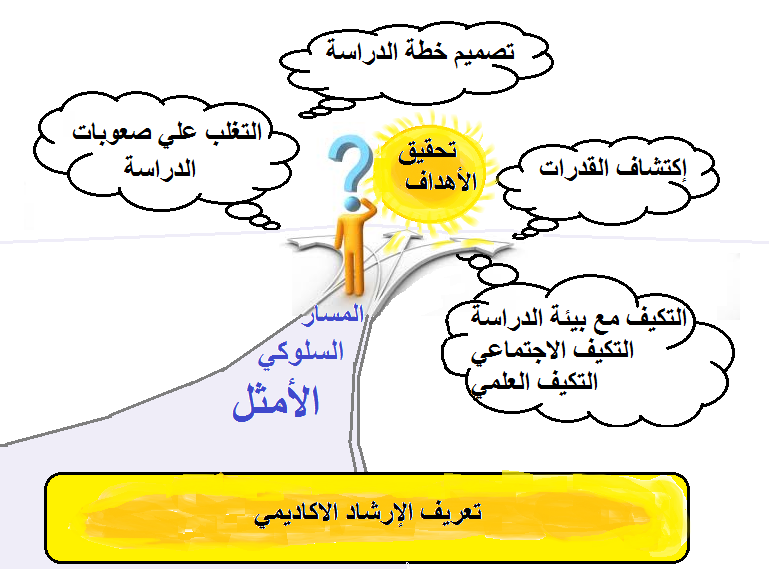 تصميم خطة الدراسة
التغلب علي صعوبات
الدراسة
تحقيق
الأهداف
إكتشاف القدرات
التكيف مع بيئة الدراسة
التكيف الاجتماعي
التكيف العلمي
المسار
السلوكي
الأمثل
تعريف الإرشاد الاكاديمي